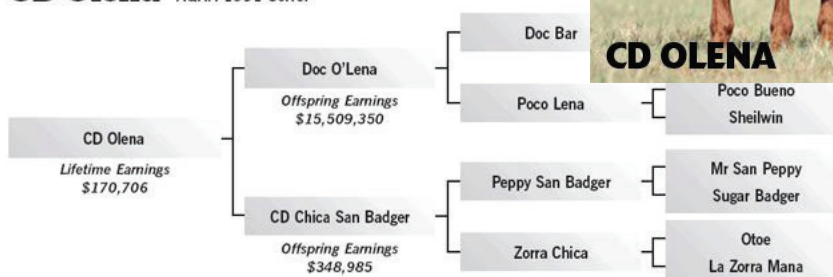 CD OLENA
CD Olena
Lifetime Earnings
$170,706
Doc O'Lena
Offspring Earnings
$15,509,350
CD Chica San Badger
Offspring Earnings
$348,985
Doc Bar
Poco Lena
Peppy San Badger
Zorra Chica
Poco Bueno
Sheilwin
Mr San Peppy
Sugar Badger
Otoe
La Zorra Mana